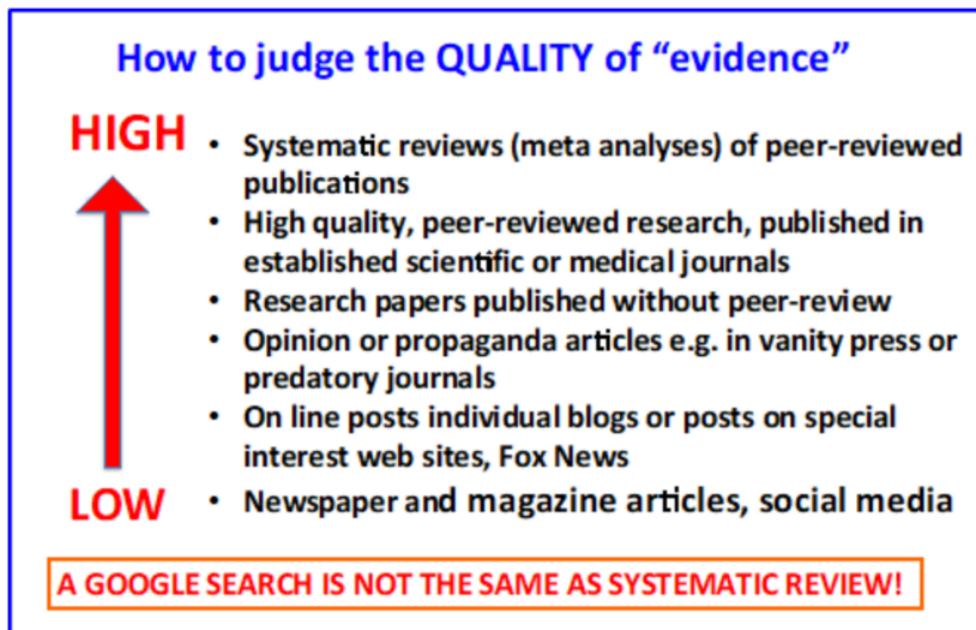 How to judge the QUALITY of “evidence”
HIGH
• Systematic reviews (meta analyses) of peer-reviewed
publications
• High quality, peer-reviewed research, published in
established scientific or medical journals
• Research papers published without peer-review
• Opinion or propaganda articles e.g. in vanity press or
predatory journals
• On line posts individual blogs or posts on special
interest web sites, Fox News
LOW
• Newspaper and magazine articles, social media
A GOOGLE SEARCH IS NOT THE SAME AS SYSTEMATIC REVIEW!